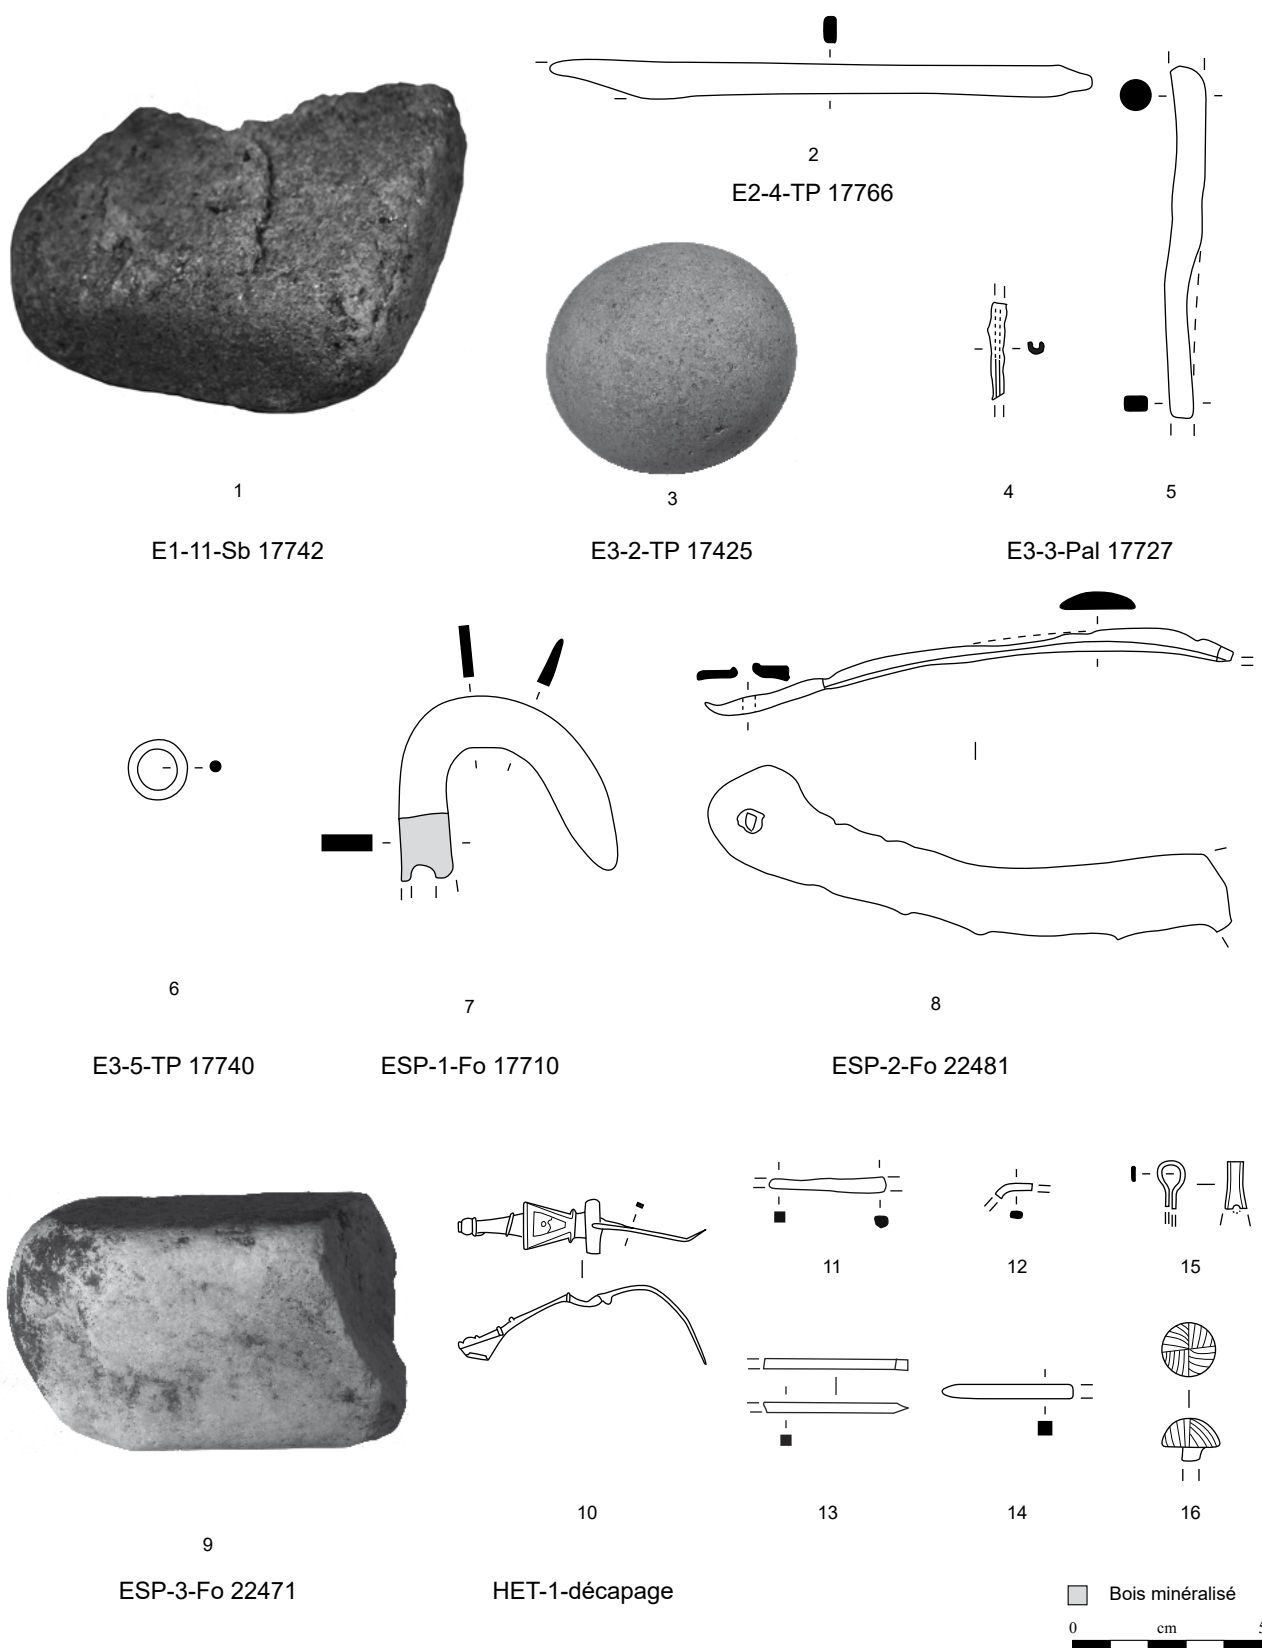 2
E2-4-TP 17766
1
3
4
5
E1-11-Sb 17742
E3-2-TP 17425
E3-3-Pal 17727
6
7
8
E3-5-TP 17740
ESP-1-Fo 17710
ESP-2-Fo 22481
11
12
15
10
13
14
16
9
ESP-3-Fo 22471
HET-1-décapage
Bois minéralisé
0 cm 5